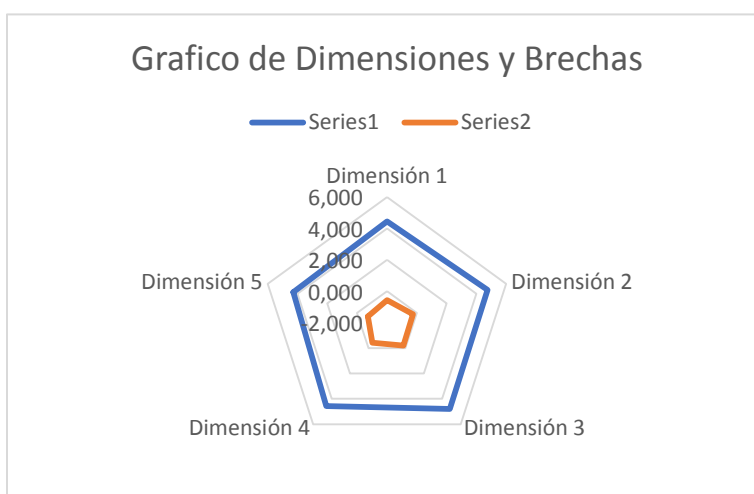 Grafico de Dimensiones y Brechas
Series1 Series2
Dimensión 1
6,000
4,000
2,000
0,000
-2,000
Dimensión 2
Dimensión 3
Dimensión 4
Dimensión 5